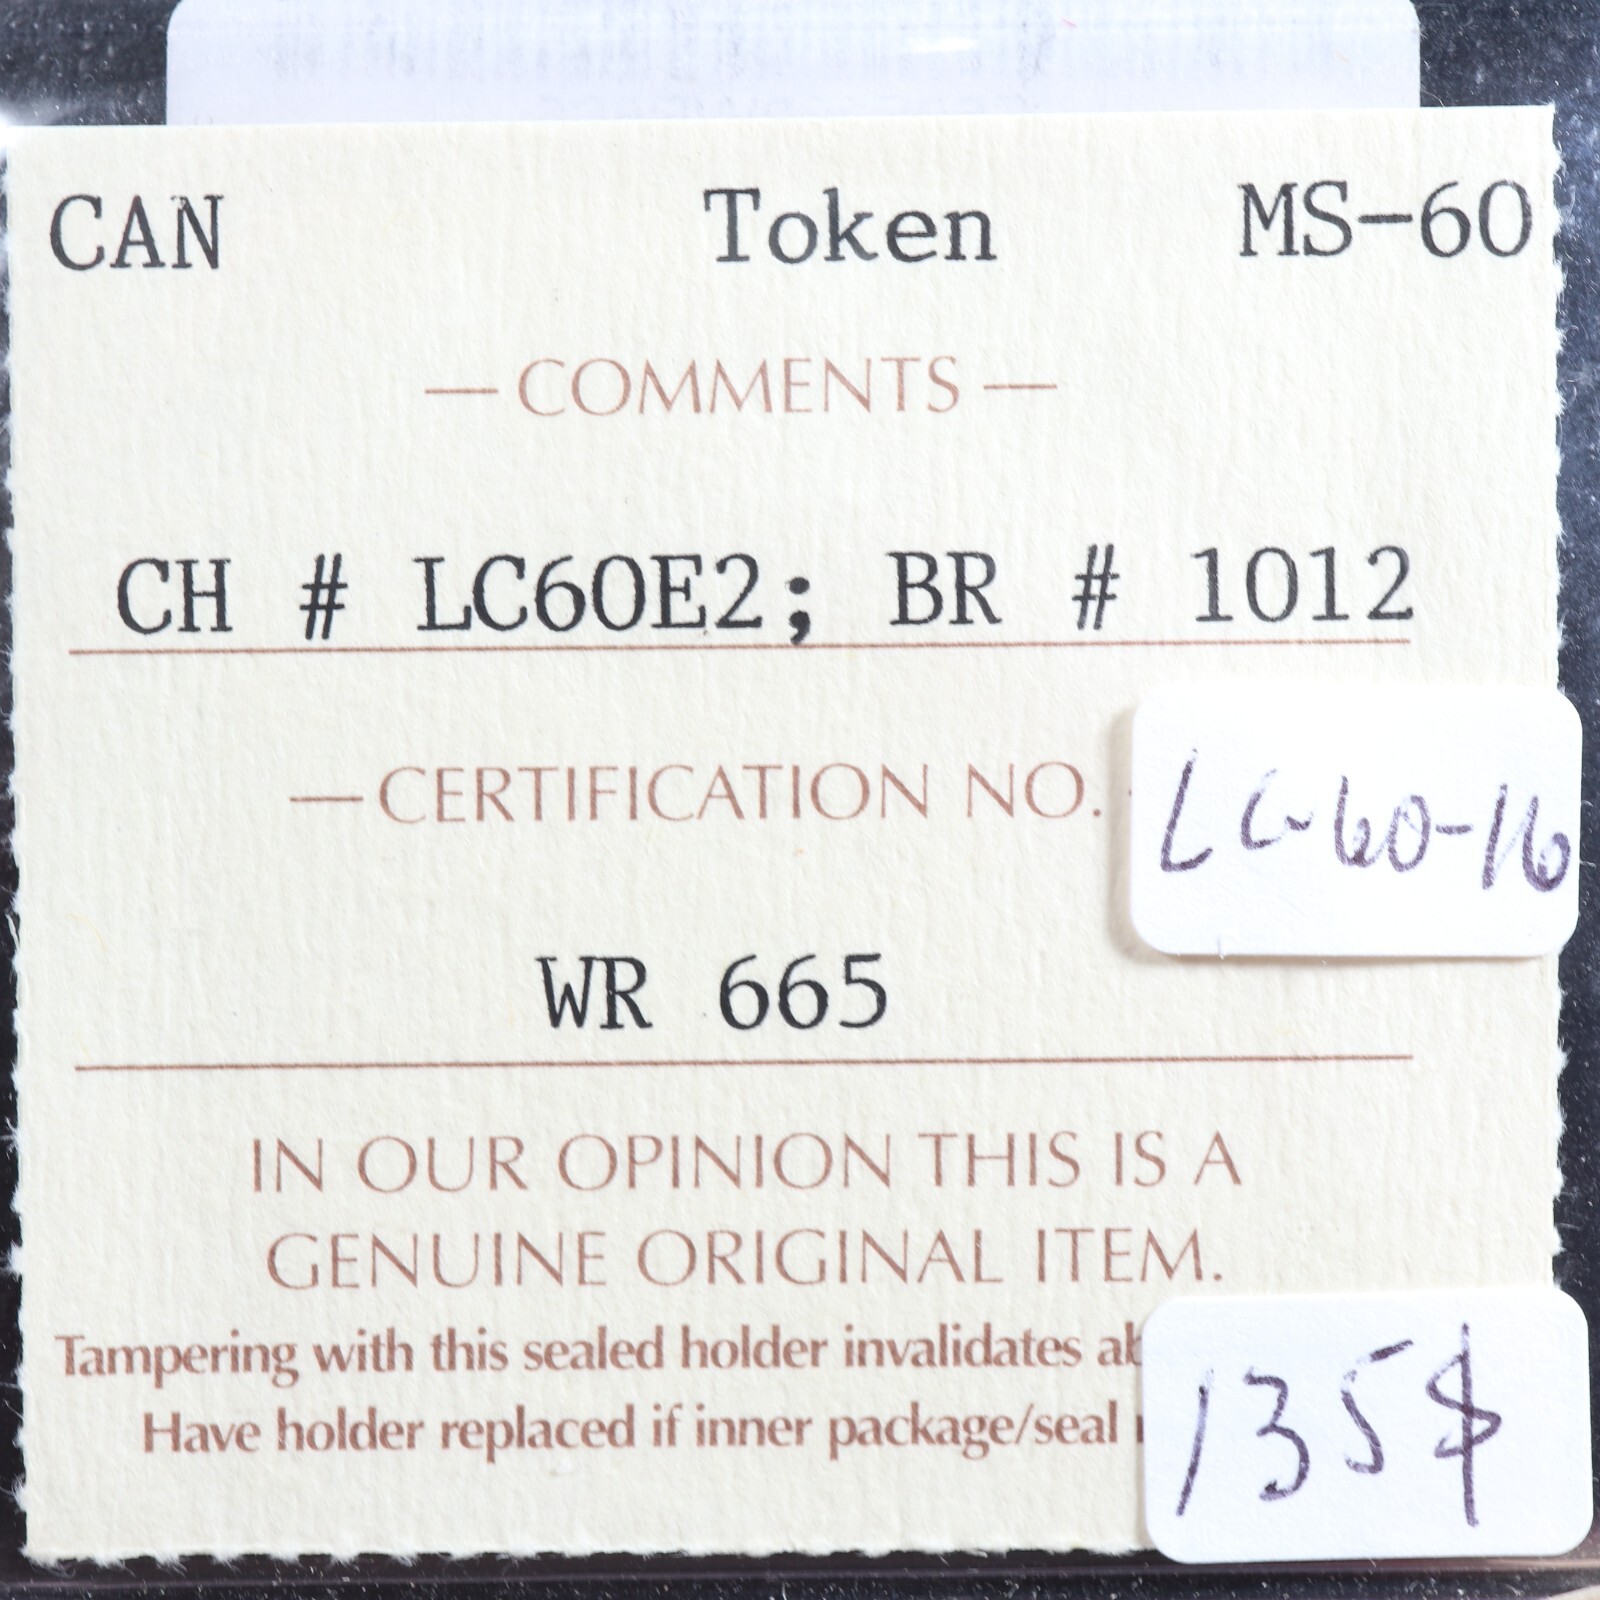 CAN Token MS-60
— COMMENTS —
CH # LC60E2; BR # 1012
— CERTIFICATION NO.
LC-60-16
WR 665
IN OUR OPINION THIS IS A
GENUINE ORIGINAL ITEM.
Tampering with this sealed holder invalidates
Have holder replaced if inner package/seal
135$